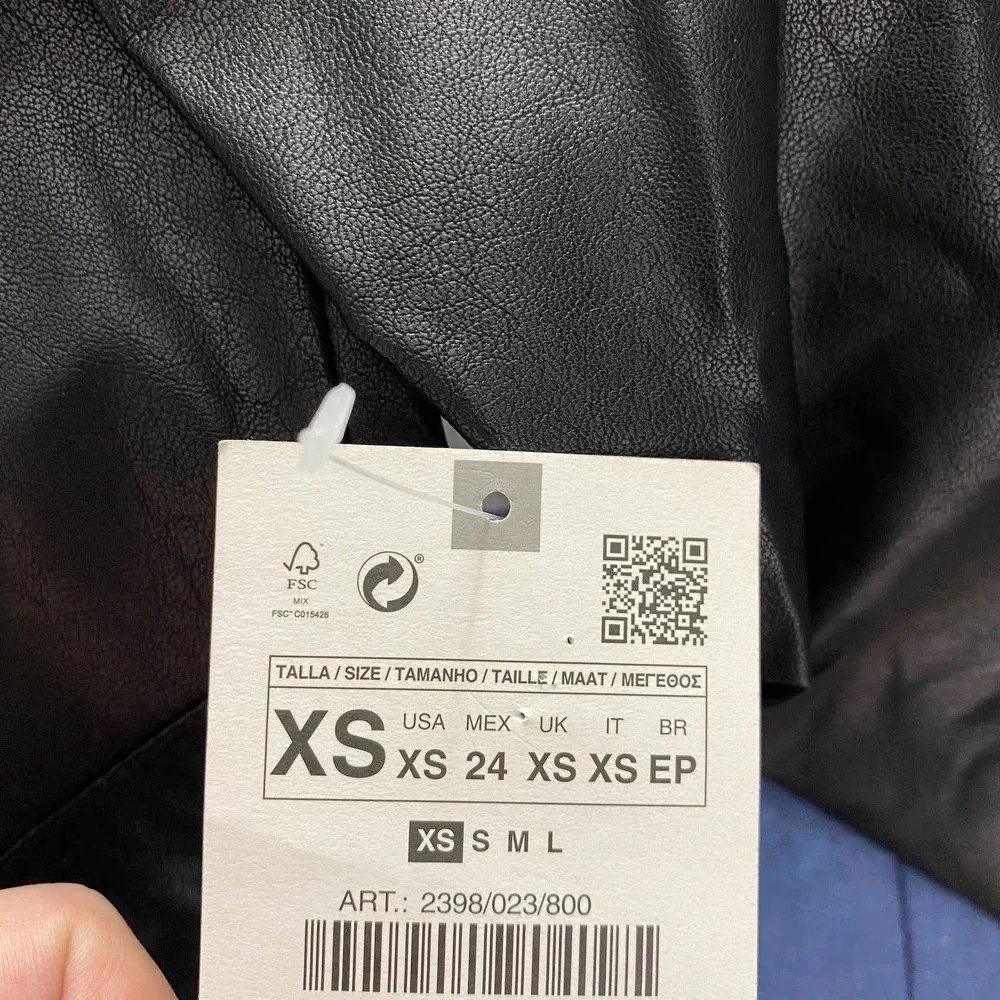 FSC™
MIX
FSC™ C015426
®
TALLA / SIZE / TAMANHO / TAILLE / MAAT / ΜΕΓΕΘΟΣ
XS
USA MEX UK IT BR
XS 24 XS XS EP
XS S M L
ART.: 2398/023/800